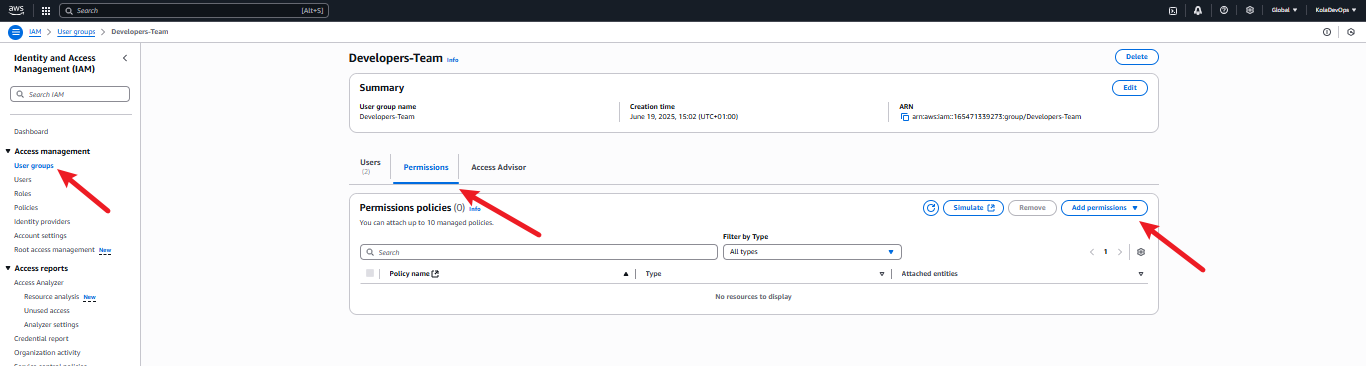 aws
Search
[Alt+S]
Global
KoladevOps
IAM
User groups
Developers-Team
Identity and Access Management (IAM)
Search IAM
Dashboard
Access management
User groups
Users
Roles
Policies
Identity providers
Account settings
Root access management New
Access reports
Access Analyzer
Resource analysis New
Unused access
Analyzer settings
Credential report
Organization activity
Service control policies
Developers-Team Info
Delete
Summary
Edit
User group name
Developers-Team
Creation time
June 19, 2025, 15:02 (UTC+01:00)
ARN
arn:aws:iam::165471339273:group/Developers-Team
Users
(2)
Permissions
Access Advisor
Permissions policies (0) Info
You can attach up to 10 managed policies.
Simulate
Remove
Add permissions
Filter by Type
Search
All types
1
Policy name
Type
Attached entities
No resources to display